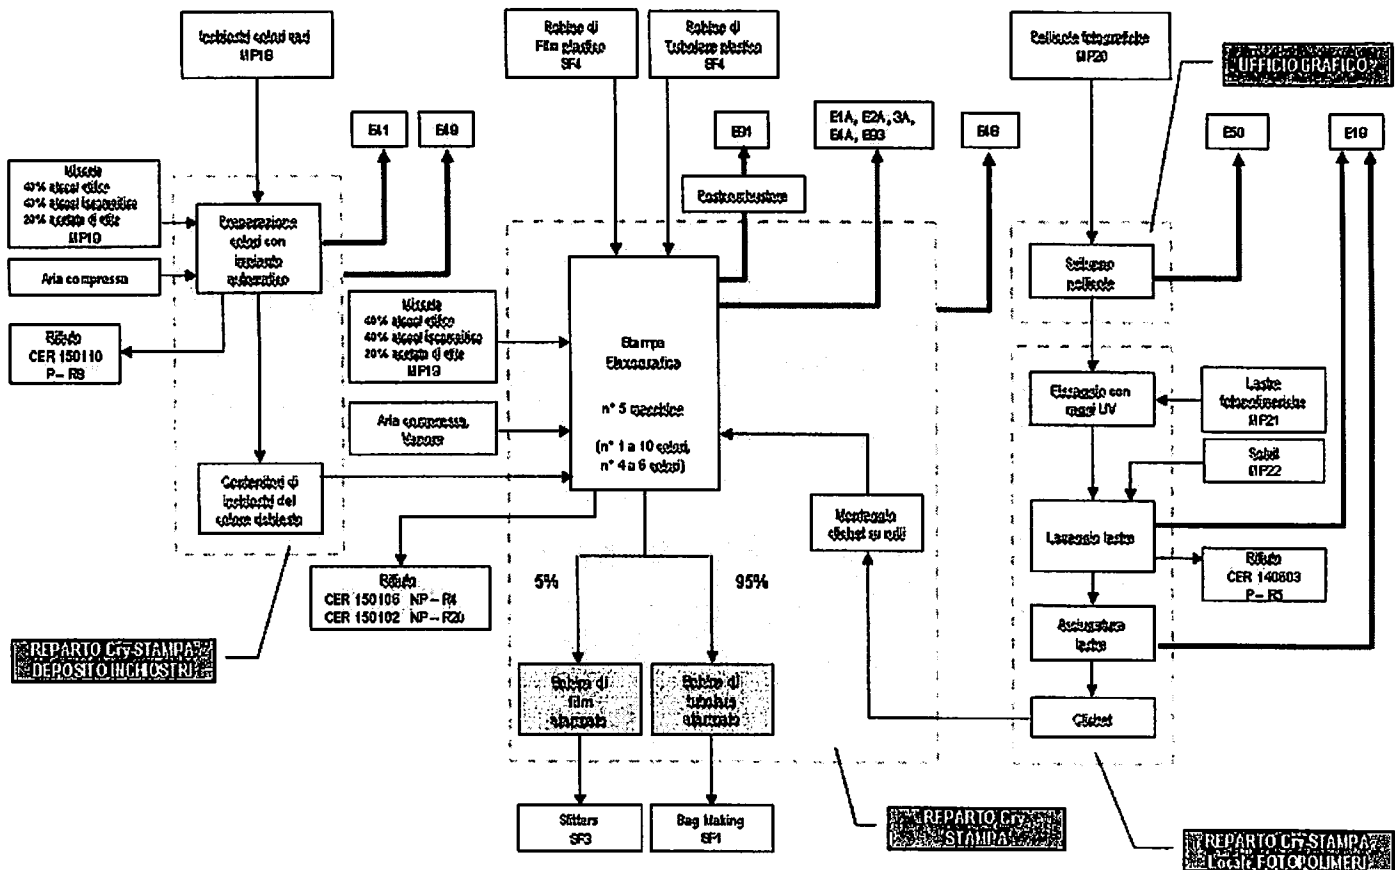 Inchiostri colori vari
MP18
Bobine di
Film plastico
SF4
Bobine di
Tubolare plastico
SF4
Pellicole fotografiche
MP20
UFFICIO GRAFICO
E41
E49
E91
E1A, E2A, 3A,
E4A, E93
E48
E50
E19
Miscela
40% alcool etilico
40% alcool isopropilico
20% acetato di etile
MP19
Postcombustore
Preparazione
colori con
impianto
automatico
Aria compressa
Sviluppo
pellicole
Miscela
40% alcool etilico
40% alcool isopropilico
20% acetato di etile
MP19
Stampa
Flexografica
n° 5 macchine
(n° 1 a 10 colori,
n° 4 a 6 colori)
Rifiuto
CER 150110
P – R8
Fissaggio con
raggi UV
Lastre
fotopolimeriche
MP21
Aria compressa,
Vapore
MP22
Contenitori di
inchiostri del
colore richiesto
Montaggio
clichet su rulli
Lavaggio lastre
Rifiuto
CER 140603
P – R5
5%
95%
Rifiuto
CER 150106 NP – R4
CER 150102 NP – R20
Asciugatura
lastre
REPARTO Cry-STAMPA
DEPOSITO INCHIOSTRI
Bobine di
film
stampato
Bobine di
tubolare
stampato
Clichet
Slitters
SF3
Bag Making
SF1
REPARTO Cry-
STAMPA
REPARTO Cry-STAMPA
Locale FOTOPOLIMERI